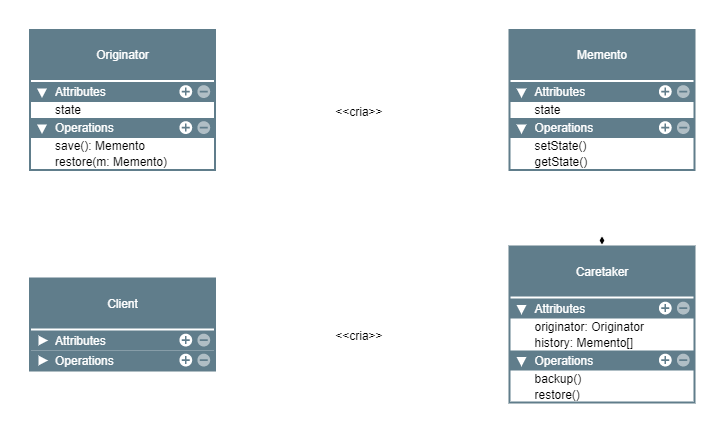 Originator
Attributes
state
Operations
save(): Memento
restore(m: Memento)
<<cria>>
Memento
Attributes
state
Operations
setState()
getState()
Client
Attributes
Operations
<<cria>>
Caretaker
Attributes
originator: Originator
history: Memento[]
Operations
backup()
restore()